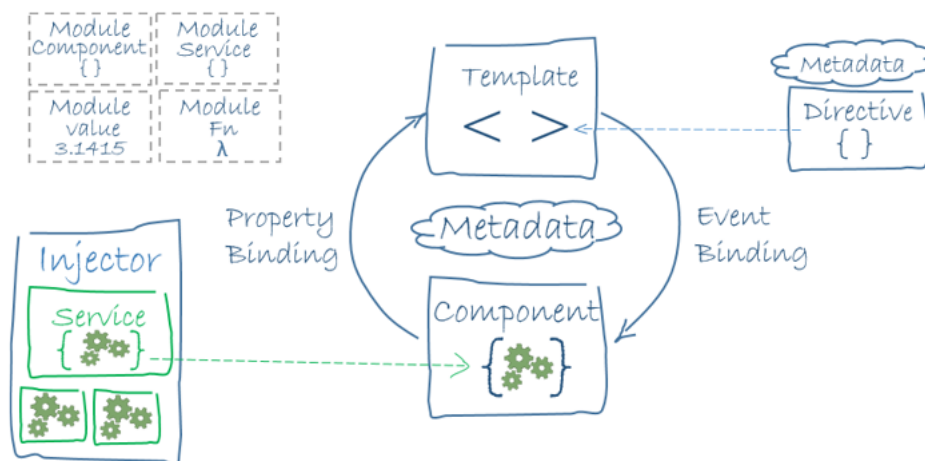 Module
Component
{ }
Module
Service
{ }
Module
value
3.1415
Module
Fn
λ
Template
< >
Metadata
Directive
{ }
Property
Binding
Metadata
Event
Binding
Injector
Service
{ }
Component
{ }